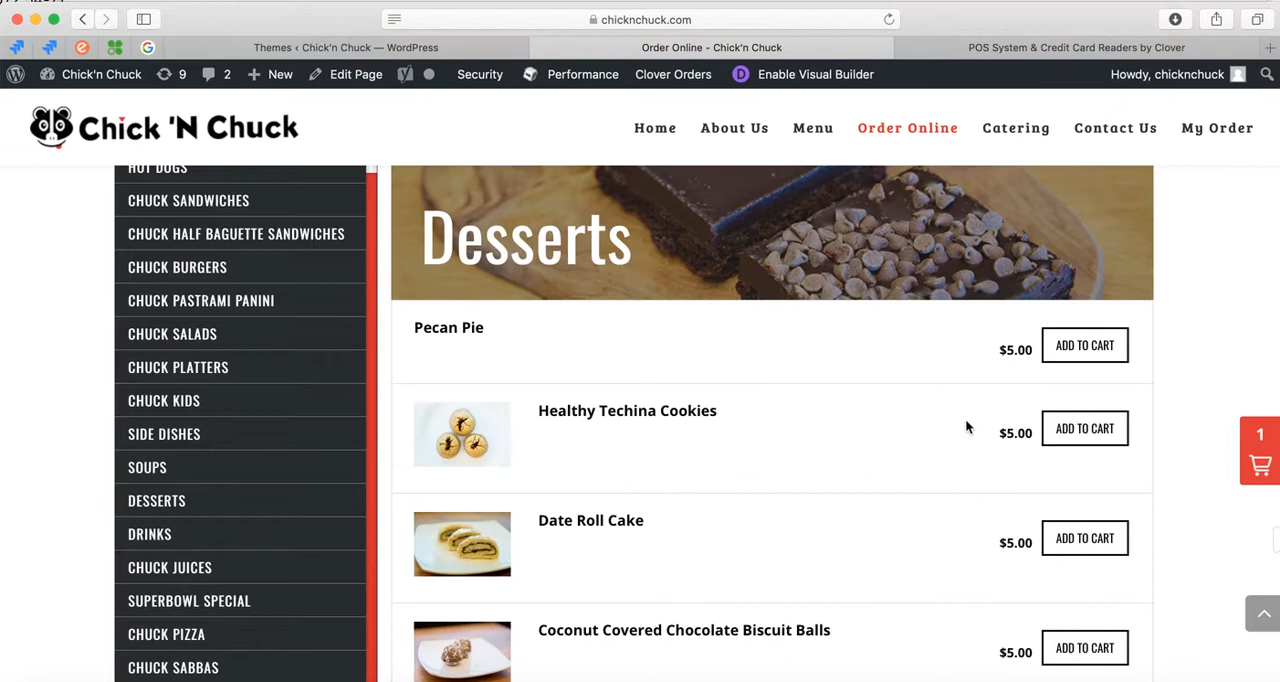 chicknchuck.com
Themes ‹ Chick'n Chuck — WordPress
Order Online - Chick'n Chuck
POS System & Credit Card Readers by Clover
Chick'n Chuck 9 2 New Edit Page Security Performance Clover Orders Enable Visual Builder Howdy, chicknchuck
Chick 'N Chuck
Home About Us Menu Order Online Catering Contact Us My Order
HOT DOGS
CHUCK SANDWICHES
CHUCK HALF BAGUETTE SANDWICHES
CHUCK BURGERS
CHUCK PASTRAMI PANINI
CHUCK SALADS
CHUCK PLATTERS
CHUCK KIDS
SIDE DISHES
SOUPS
DESSERTS
DRINKS
CHUCK JUICES
SUPERBOWL SPECIAL
CHUCK PIZZA
CHUCK SABBAS
Desserts
Pecan Pie
$5.00 ADD TO CART
Healthy Techina Cookies
$5.00 ADD TO CART
Date Roll Cake
$5.00 ADD TO CART
Coconut Covered Chocolate Biscuit Balls
$5.00 ADD TO CART
1